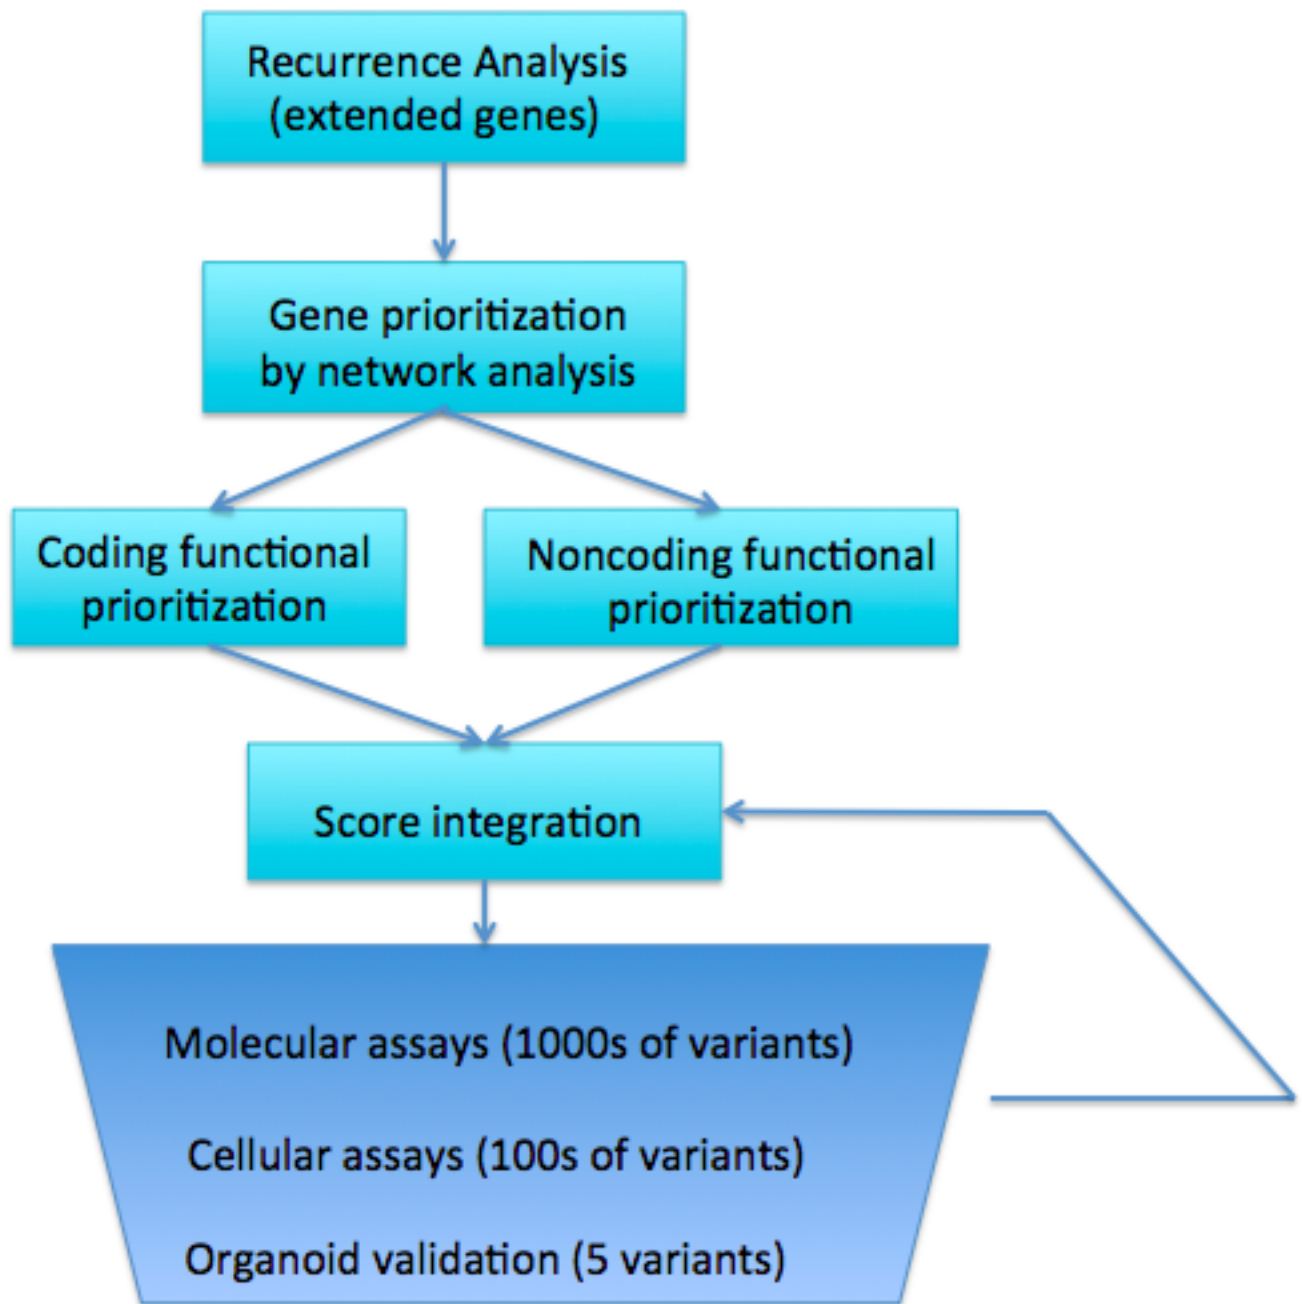 Recurrence Analysis
(extended genes)
Gene prioritization
by network analysis
Coding functional
prioritization
Noncoding functional
prioritization
Score integration
Molecular assays (1000s of variants)
Cellular assays (100s of variants)
Organoid validation (5 variants)